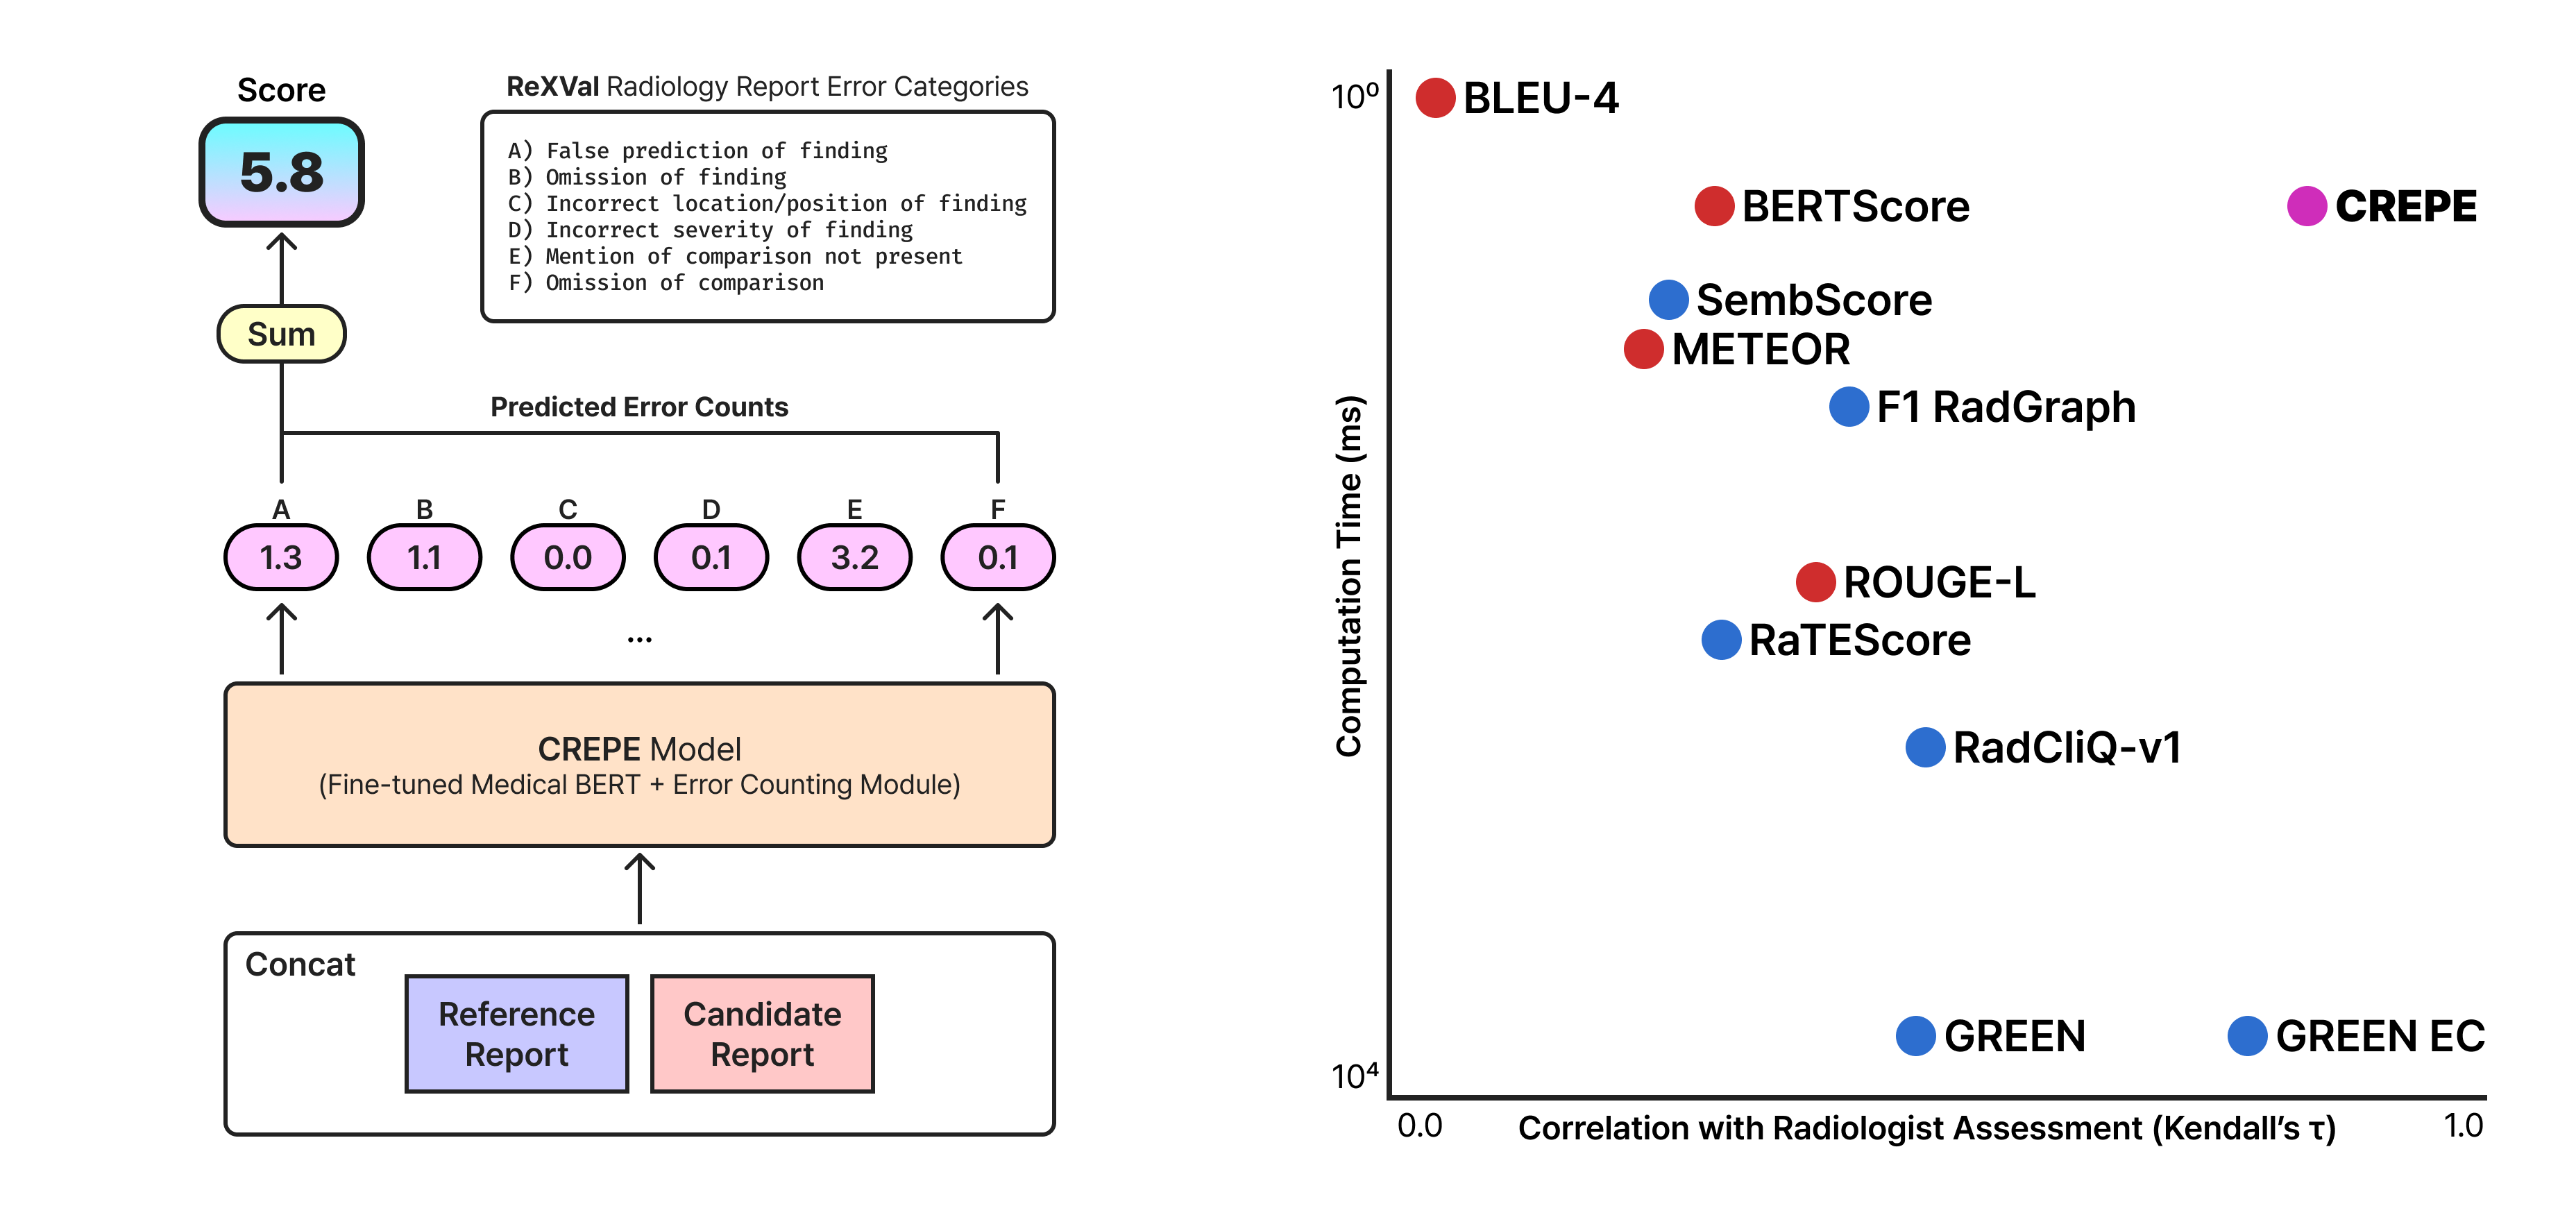 Score
5.8
Sum
ReXVal Radiology Report Error Categories
A) False prediction of finding
B) Omission of finding
C) Incorrect location/position of finding
D) Incorrect severity of finding
E) Mention of comparison not present
F) Omission of comparison
Predicted Error Counts
A B C D E F
1.3 1.1 0.0 0.1 3.2 0.1
...
CREPE Model
(Fine-tuned Medical BERT + Error Counting Module)
Concat
Reference
Report
Candidate
Report
10⁰
Computation Time (ms)
10⁴
BLEU-4
BERTScore
CREPE
SembScore
METEOR
F1 RadGraph
ROUGE-L
RaTEScore
RadCliQ-v1
GREEN
GREEN EC
0.0
Correlation with Radiologist Assessment (Kendall's τ)
1.0